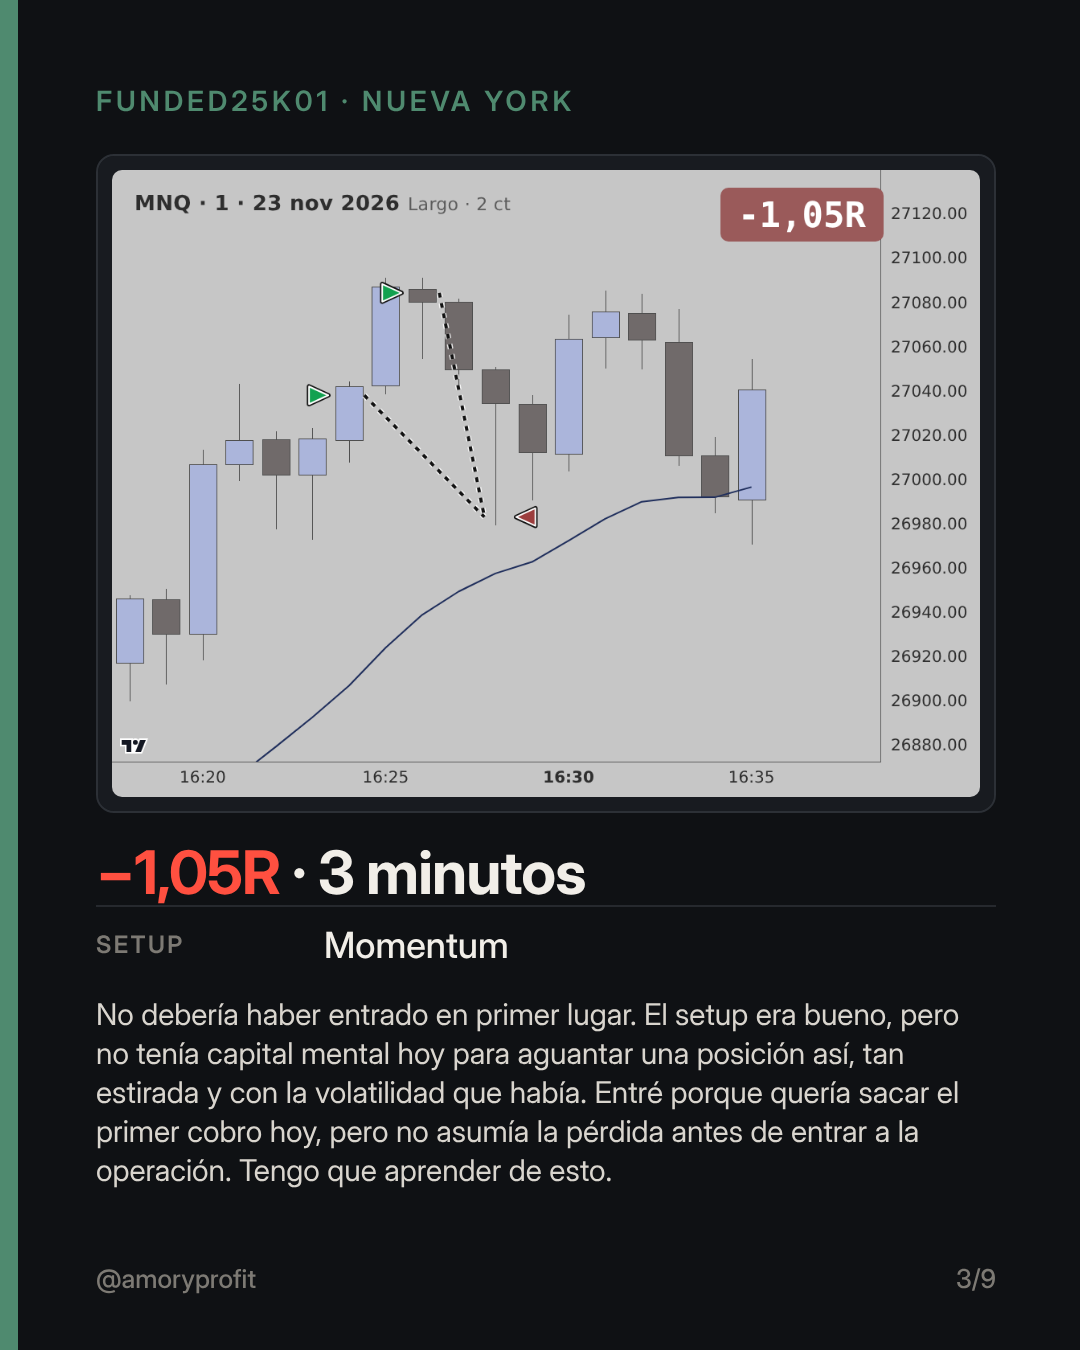 FUNDED25K01 · NUEVA YORK
MNQ · 1 · 23 nov 2026 Largo · 2 ct
-1,05R
27120.00
27100.00
27080.00
27060.00
27040.00
27020.00
27000.00
26980.00
26960.00
26940.00
26920.00
26900.00
26880.00
16:20
16:25
16:30
16:35
–1,05R · 3 minutos
SETUP
Momentum
No debería haber entrado en primer lugar. El setup era bueno, pero
no tenía capital mental hoy para aguantar una posición así, tan
estirada y con la volatilidad que había. Entré porque quería sacar el
primer cobro hoy, pero no asumía la pérdida antes de entrar a la
operación. Tengo que aprender de esto.
@amoryprofit
3/9